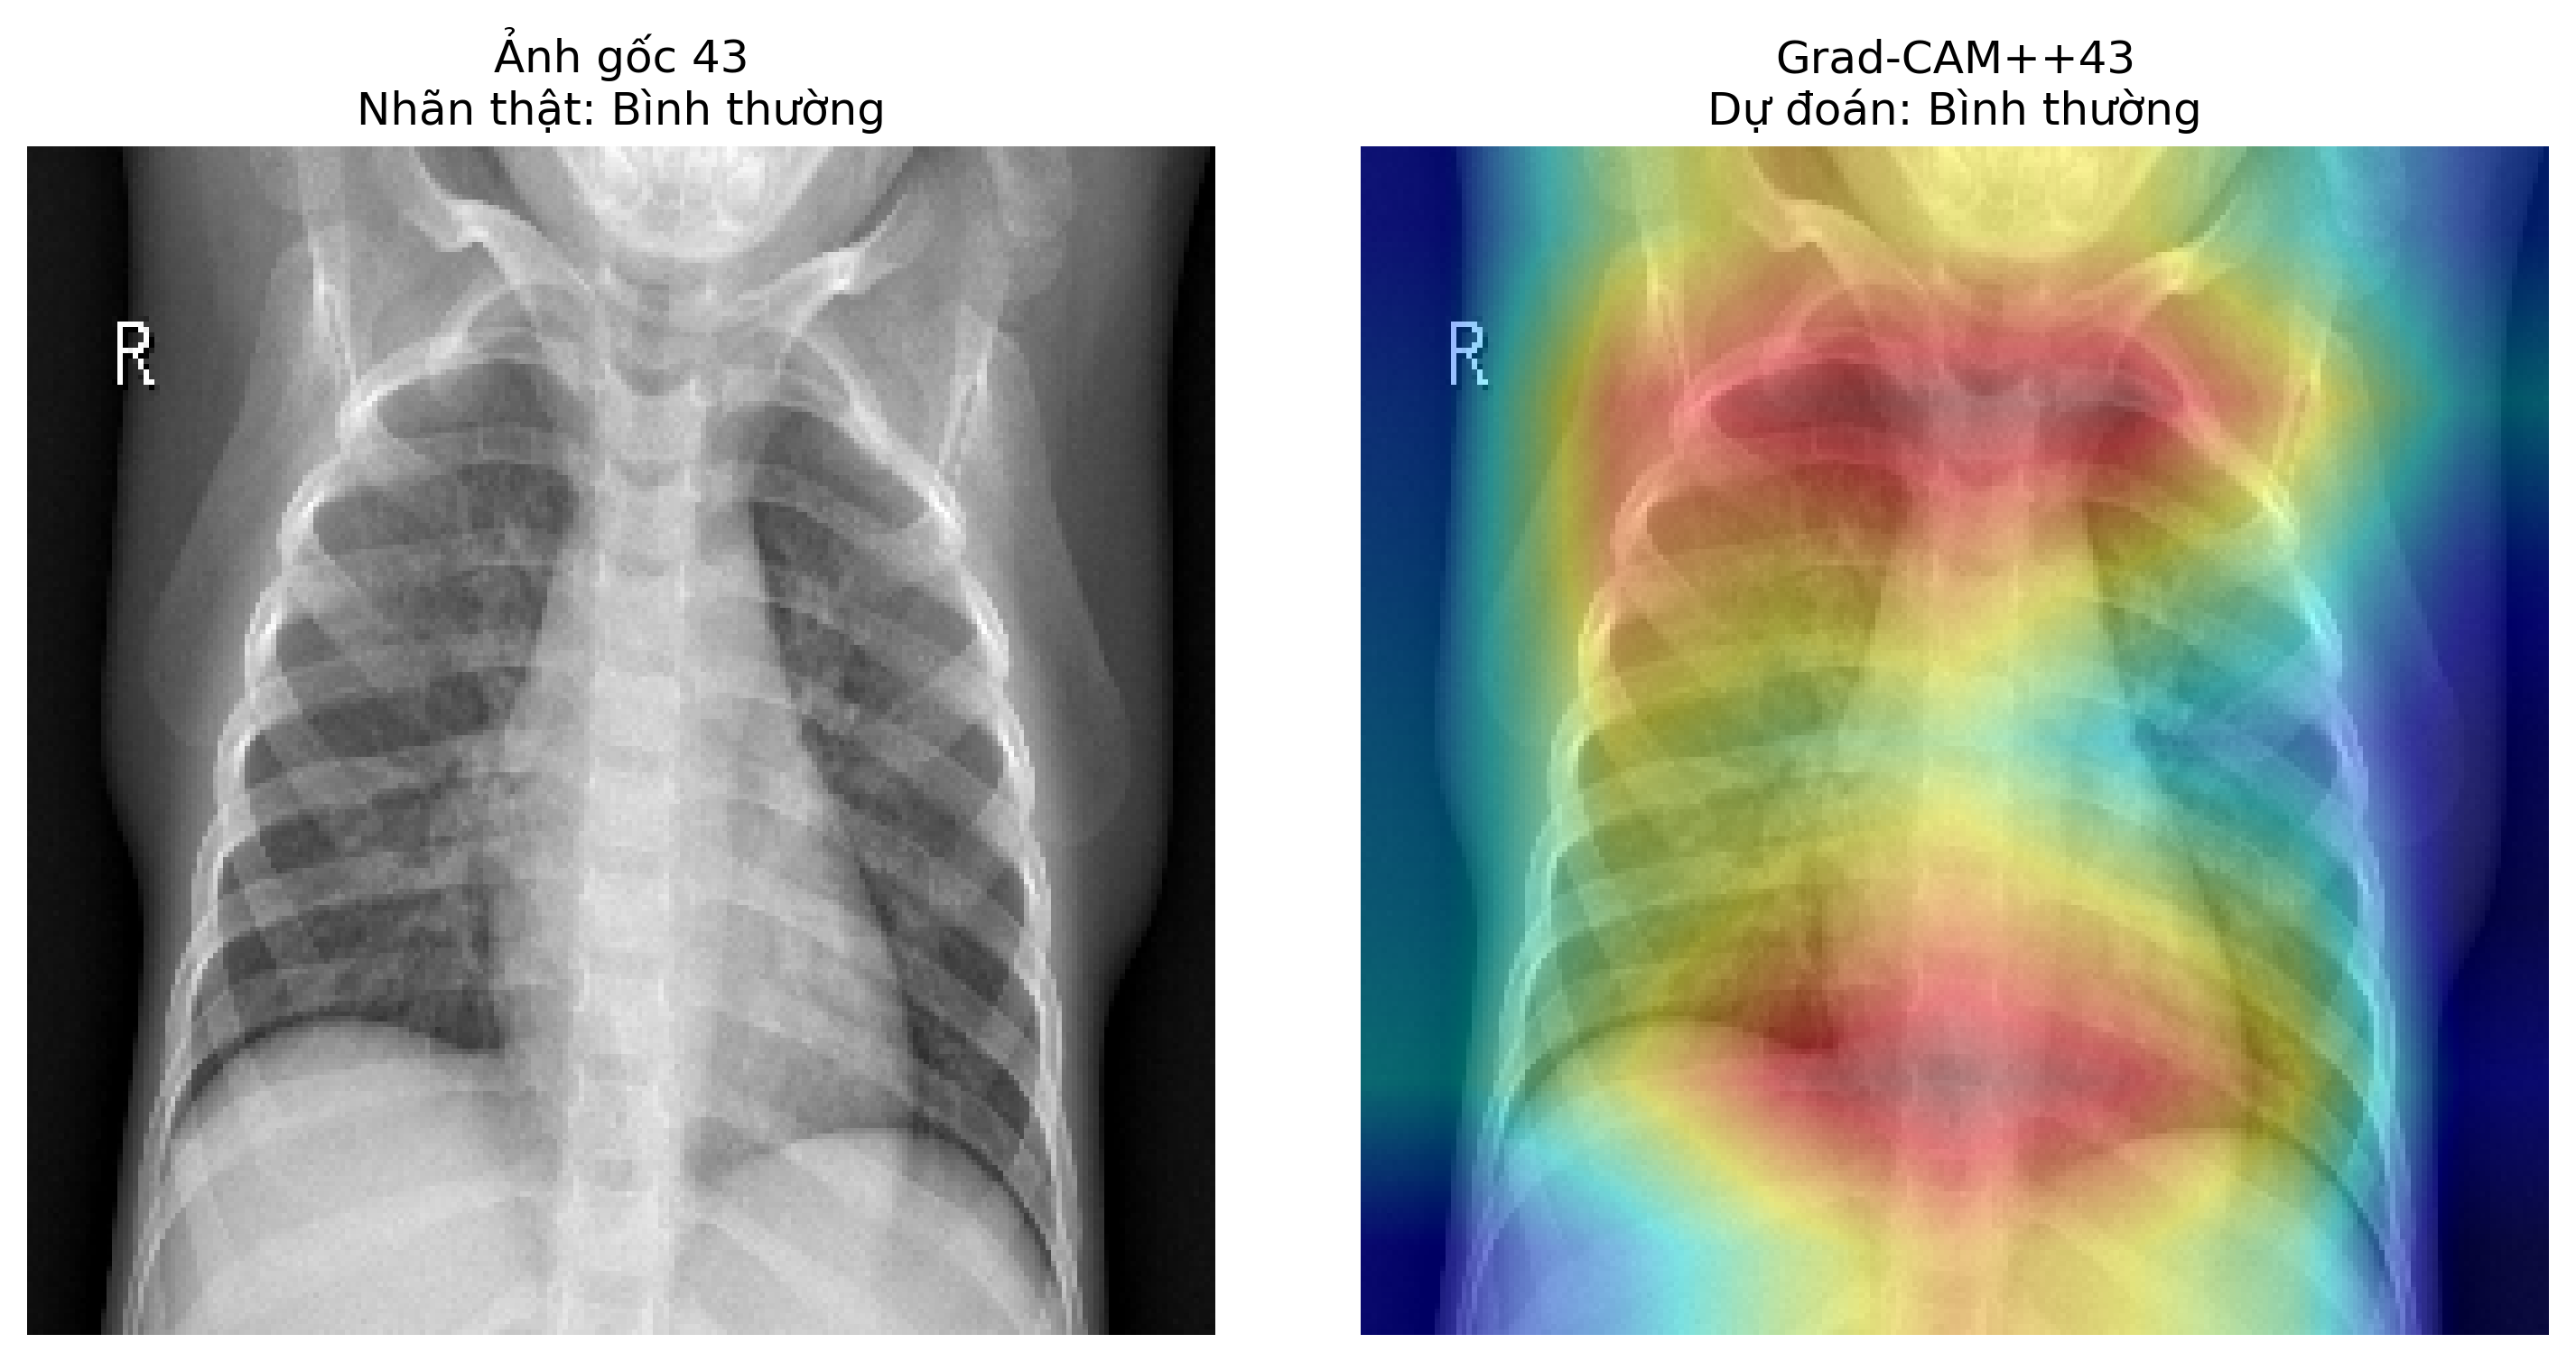 Ảnh gốc 43
Nhãn thật: Bình thường
Grad-CAM++43
Dự đoán: Bình thường
R
R